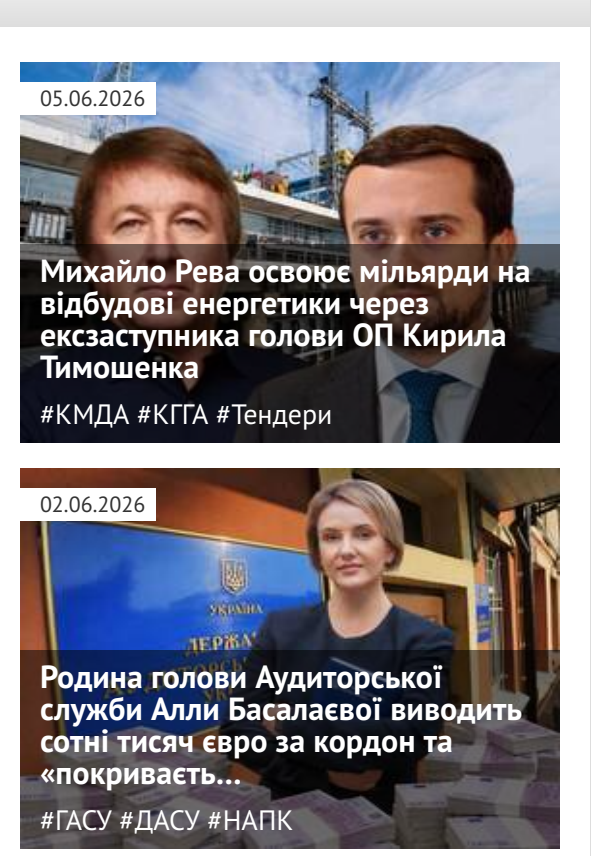 05.06.2026
Михайло Рева освоює мільярди на
відбудові енергетики через
ексзаступника голови ОП Кирила
Тимошенка
#КМДА #КГГА #Тендери
02.06.2026
УКРАЇНА
ДЕРЖА
Родина голови Аудиторської
служби Алли Басалаєвої виводить
сотні тисяч євро за кордон та
«покриваєть...
#ГАСУ #ДАСУ #НАПК